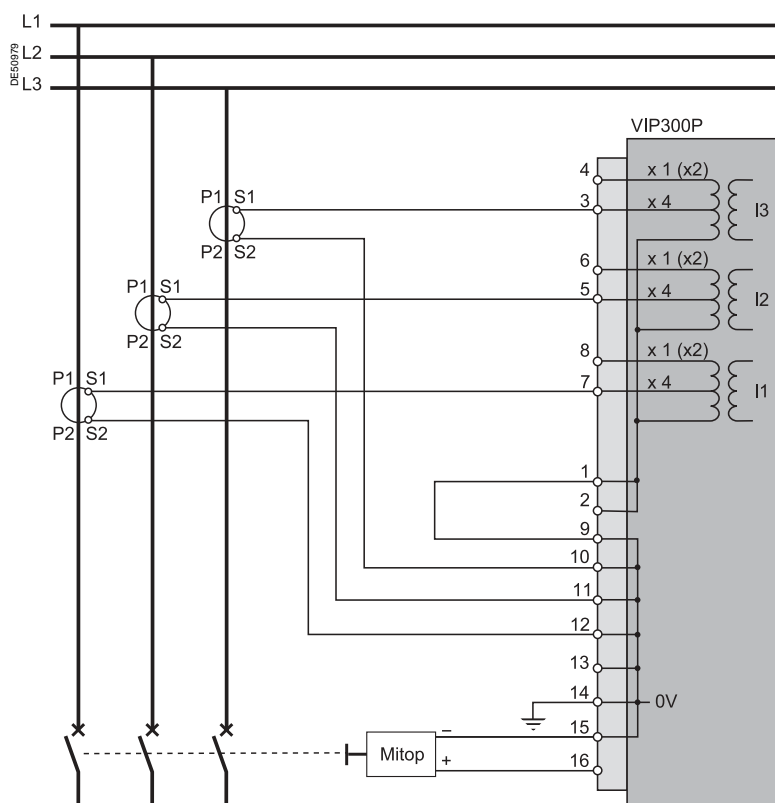 L1
DE50979
L2
L3
VIP300P
4
x 1 (x2)
P1 S1
3
x 4
I3
P2 S2
6
x 1 (x2)
P1 S1
5
x 4
I2
P2 S2
8
x 1 (x2)
P1 S1
7
x 4
I1
P2 S2
1
2
9
10
11
12
13
14
0V
15
−
Mitop
+
16